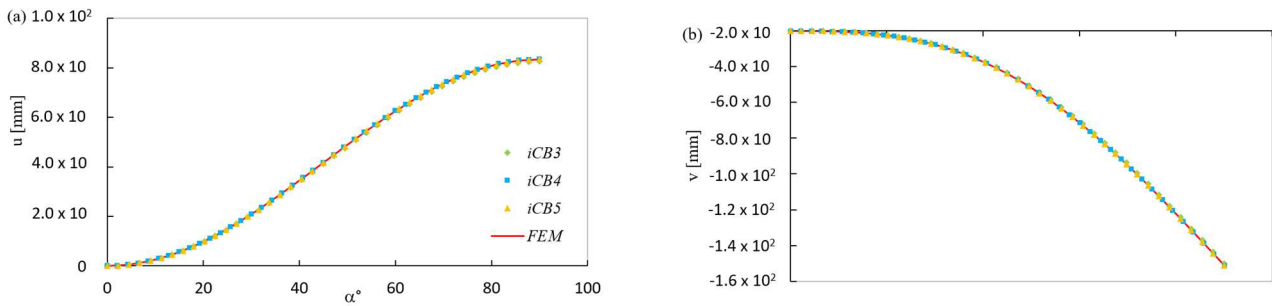 (a)
1.0 x 10²
8.0 x 10
6.0 x 10
4.0 x 10
2.0 x 10
0
u [mm]
0 20 40 60 80 100
α°
iCB3
iCB4
iCB5
FEM
(b)
-2.0 x 10
-4.0 x 10
-6.0 x 10
-8.0 x 10
-1.0 x 10²
-1.2 x 10²
-1.4 x 10²
-1.6 x 10²
v [mm]